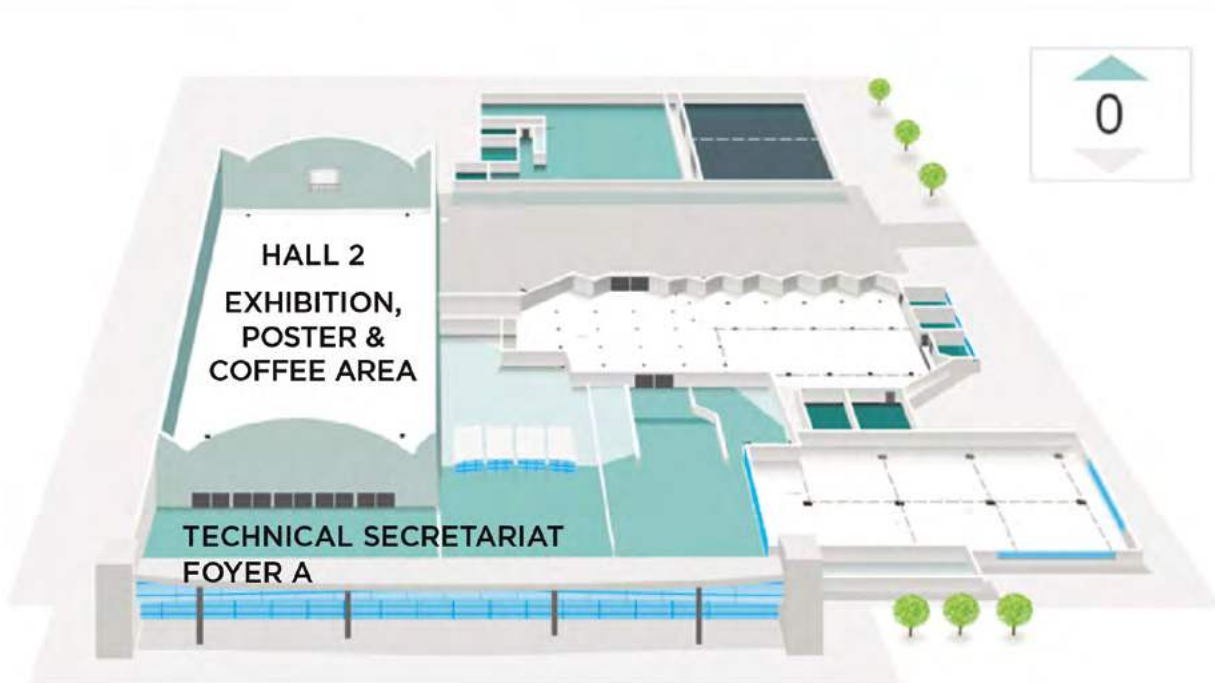 0
HALL 2
EXHIBITION,
POSTER &
COFFEE AREA
TECHNICAL SECRETARIAT
FOYER A